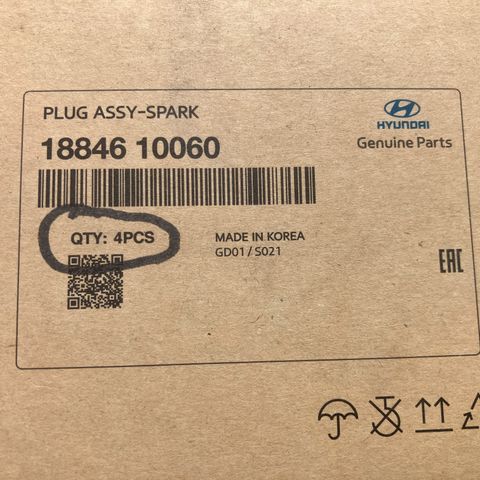 PLUG ASSY-SPARK
HYUNDAI
18846 10060
Genuine Parts
QTY: 4PCS
MADE IN KOREA
GD01 / S021
EAC